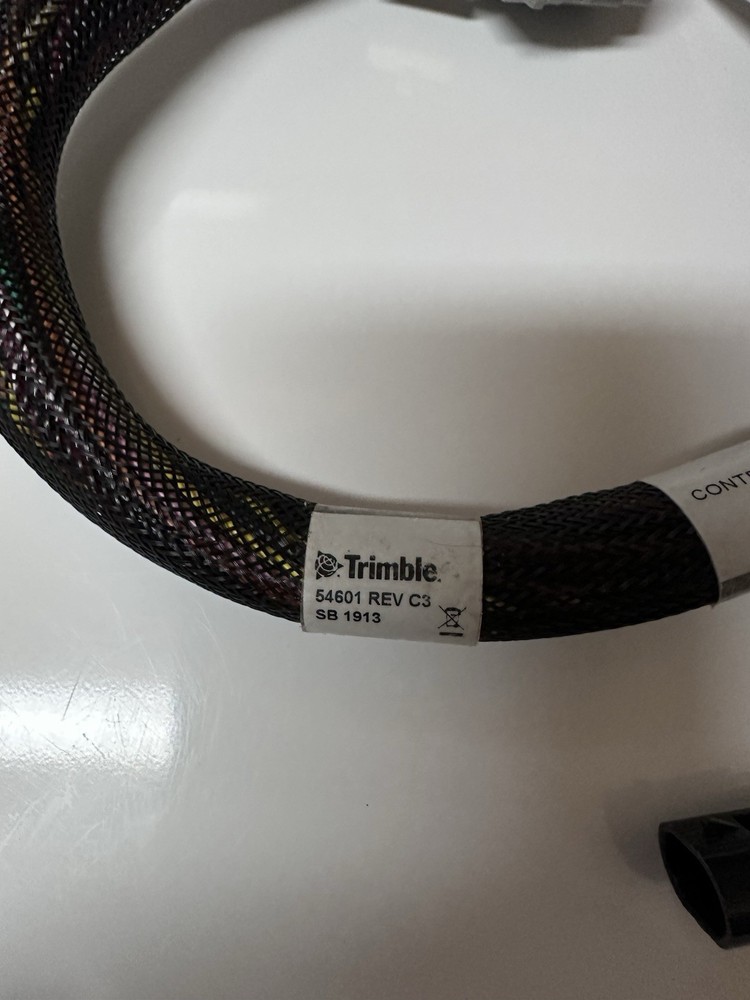 Trimble.
54601 REV C3
SB 1913